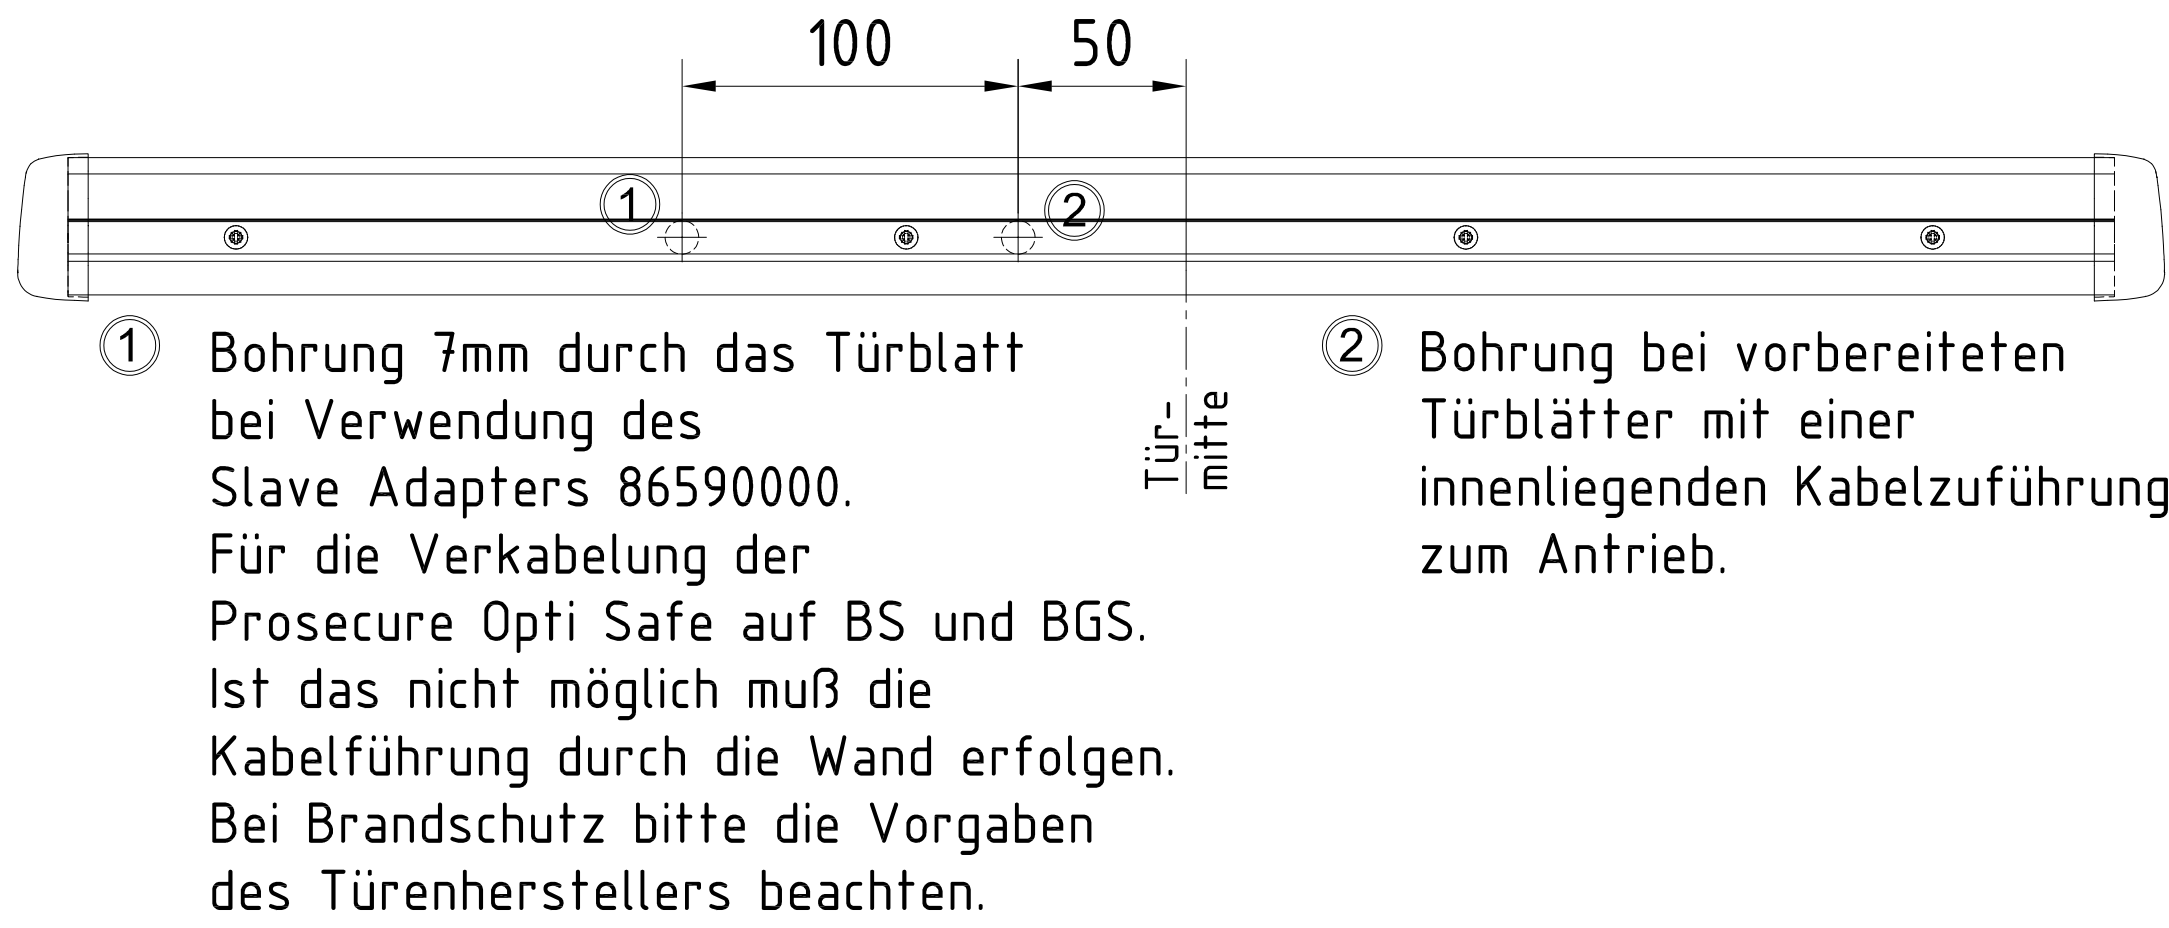 100
50
1
2
1
Bohrung 7mm durch das Türblatt
bei Verwendung des
Slave Adapters 86590000.
Für die Verkabelung der
Prosecure Opti Safe auf BS und BGS.
Ist das nicht möglich muß die
Kabelführung durch die Wand erfolgen.
Bei Brandschutz bitte die Vorgaben
des Türenherstellers beachten.
Tür-
mitte
2
Bohrung bei vorbereiteten
Türblätter mit einer
innenliegenden Kabelzuführung
zum Antrieb.